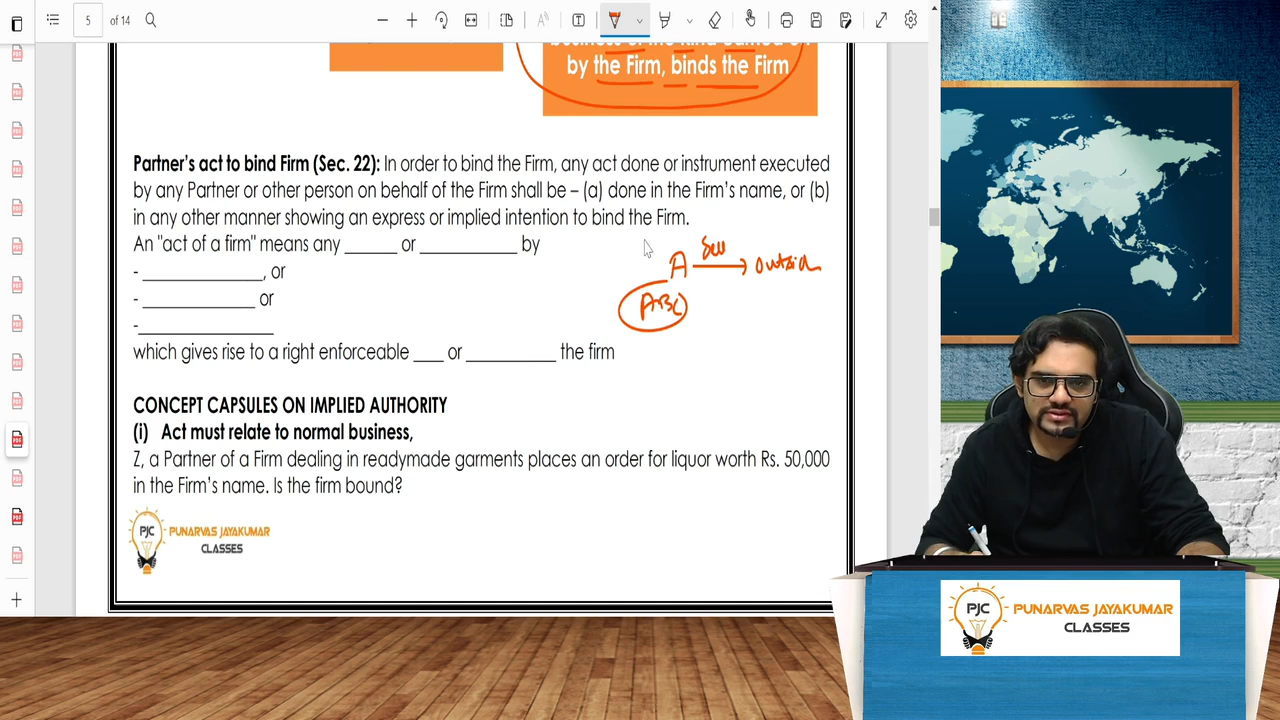 5 of 14
by the Firm, binds the Firm
Partner's act to bind Firm (Sec. 22): In order to bind the Firm, any act done or instrument executed
by any Partner or other person on behalf of the Firm shall be – (a) done in the Firm's name, or (b)
in any other manner showing an express or implied intention to bind the Firm.
An "act of a firm" means any ______ or ___________ by
- _____________, or
- ____________ or
-______________
which gives rise to a right enforceable ___ or __________ the firm
A
ABC
CONCEPT CAPSULES ON IMPLIED AUTHORITY
(i) Act must relate to normal business,
Z, a Partner of a Firm dealing in readymade garments places an order for liquor worth Rs. 50,000
in the Firm's name. Is the firm bound?
PJC
PUNARVAS JAYAKUMAR
CLASSES
PJC
PUNARVAS JAYAKUMAR
CLASSES